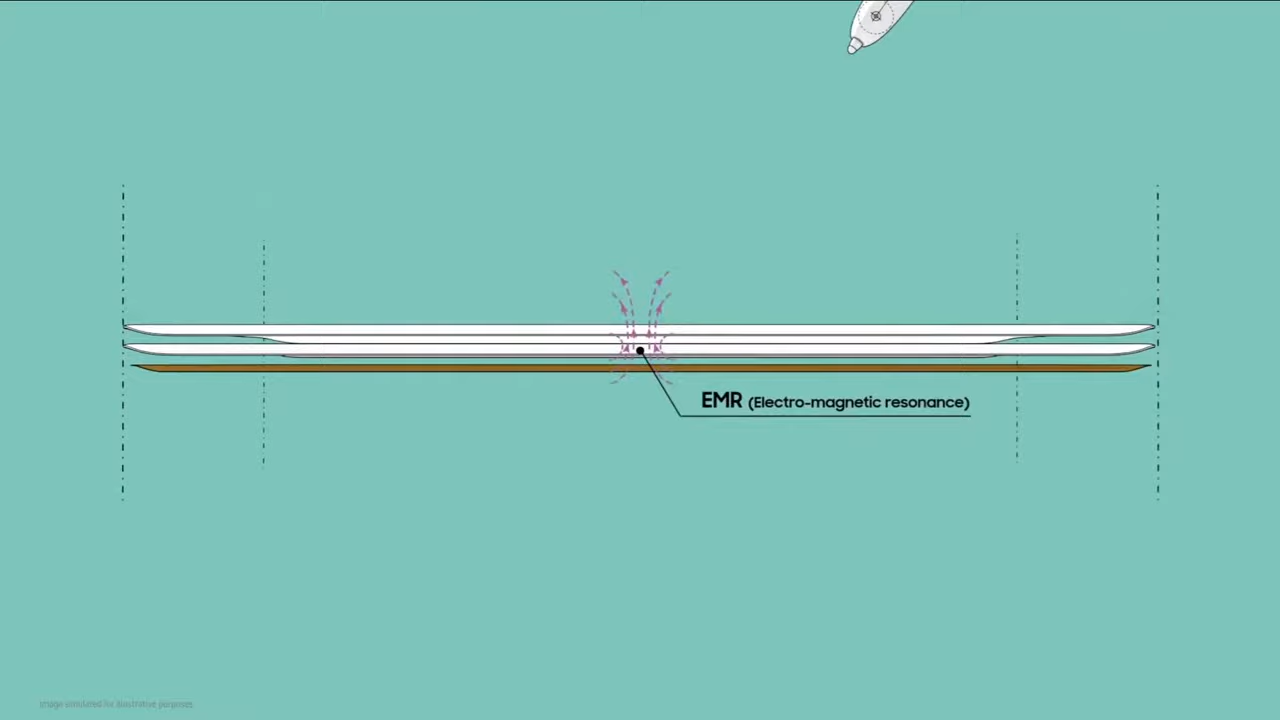 EMR (Electro-magnetic resonance)
Image simulated for illustrative purposes